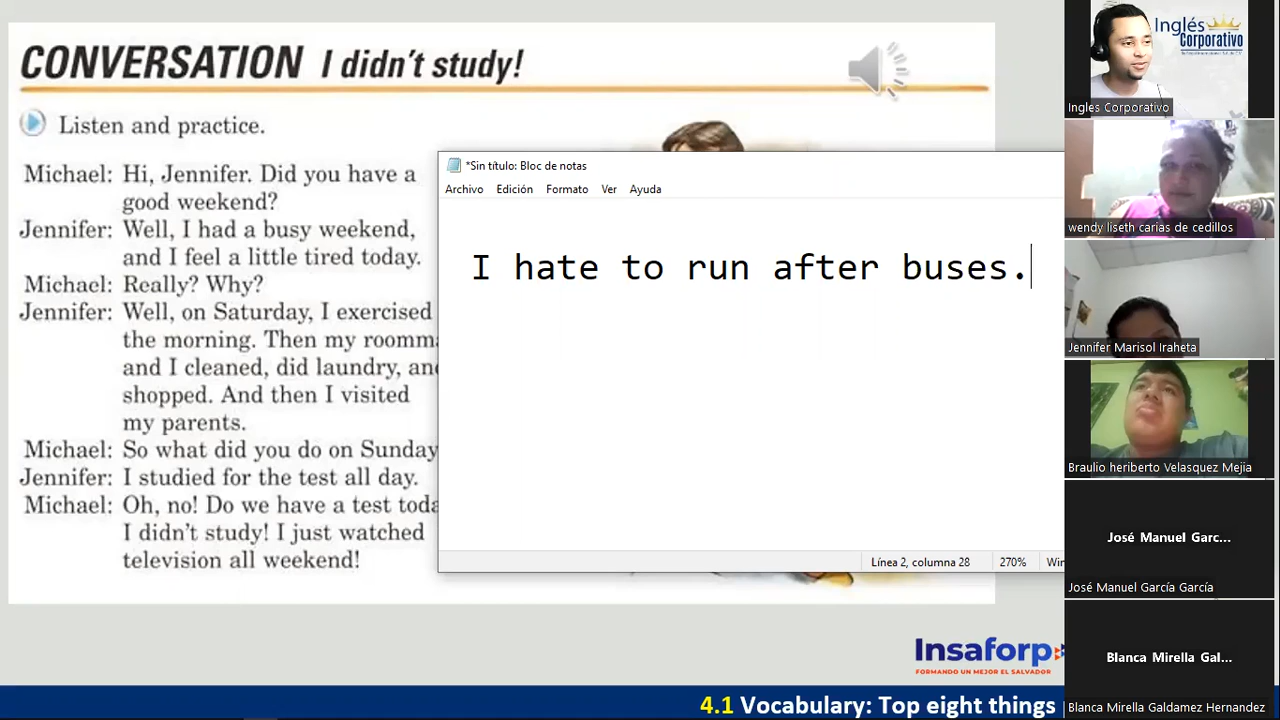 CONVERSATION I didn't study!
Listen and practice.
Michael: Hi, Jennifer. Did you have a
good weekend?
Jennifer: Well, I had a busy weekend,
and I feel a little tired today.
Michael: Really? Why?
Jennifer: Well, on Saturday, I exercised
the morning. Then my roomma
and I cleaned, did laundry, and
shopped. And then I visited
my parents.
Michael: So what did you do on Sunday
Jennifer: I studied for the test all day.
Michael: Oh, no! Do we have a test toda
I didn't study! I just watched
television all weekend!
*Sin título: Bloc de notas
Archivo Edición Formato Ver Ayuda
I hate to run after buses.
Línea 2, columna 28 270% Win
Insaforp
FORMANDO UN MEJOR EL SALVADOR
4.1 Vocabulary: Top eight things
Inglés
Corporativo
Ingles Corporativo
wendy liseth carias de cedillos
Jennifer Marisol Iraheta
Braulio heriberto Velasquez Mejia
José Manuel Garc...
José Manuel García García
Blanca Mirella Gal...
Blanca Mirella Galdamez Hernandez